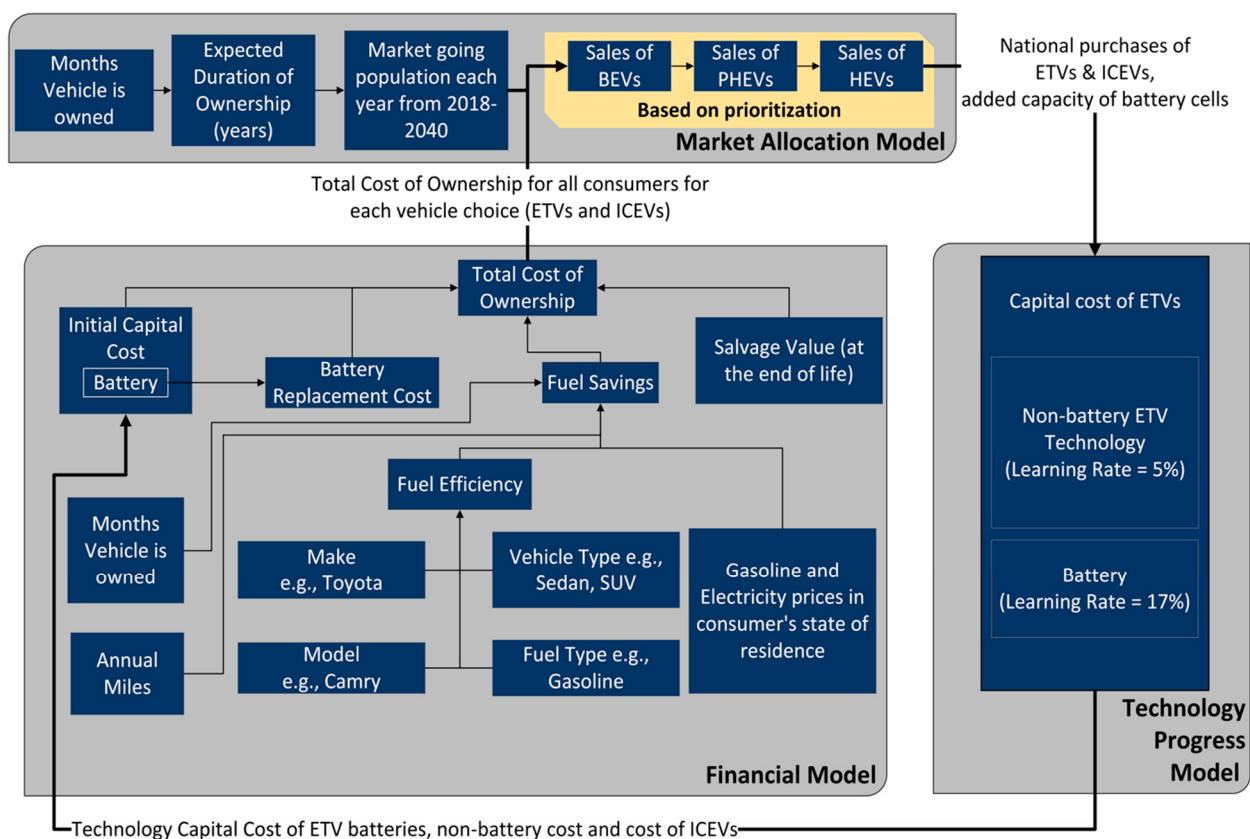 Months
Vehicle is
owned
Expected
Duration of
Ownership
(years)
Market going
population each
year from 2018-
2040
Sales of
BEVs
Sales of
PHEVs
Sales of
HEVs
Based on prioritization
Market Allocation Model
National purchases of
ETVs & ICEVs,
added capacity of battery cells
Total Cost of Ownership for all consumers for
each vehicle choice (ETVs and ICEVs)
Total Cost of
Ownership
Initial Capital
Cost
Battery
Battery
Replacement Cost
Fuel Savings
Salvage Value (at
the end of life)
Fuel Efficiency
Months
Vehicle is
owned
Annual
Miles
Make
e.g., Toyota
Vehicle Type e.g.,
Sedan, SUV
Model
e.g., Camry
Fuel Type e.g.,
Gasoline
Gasoline and
Electricity prices in
consumer's state of
residence
Financial Model
Capital cost of ETVs
Non-battery ETV
Technology
(Learning Rate = 5%)
Battery
(Learning Rate = 17%)
Technology
Progress
Model
Technology Capital Cost of ETV batteries, non-battery cost and cost of ICEVs